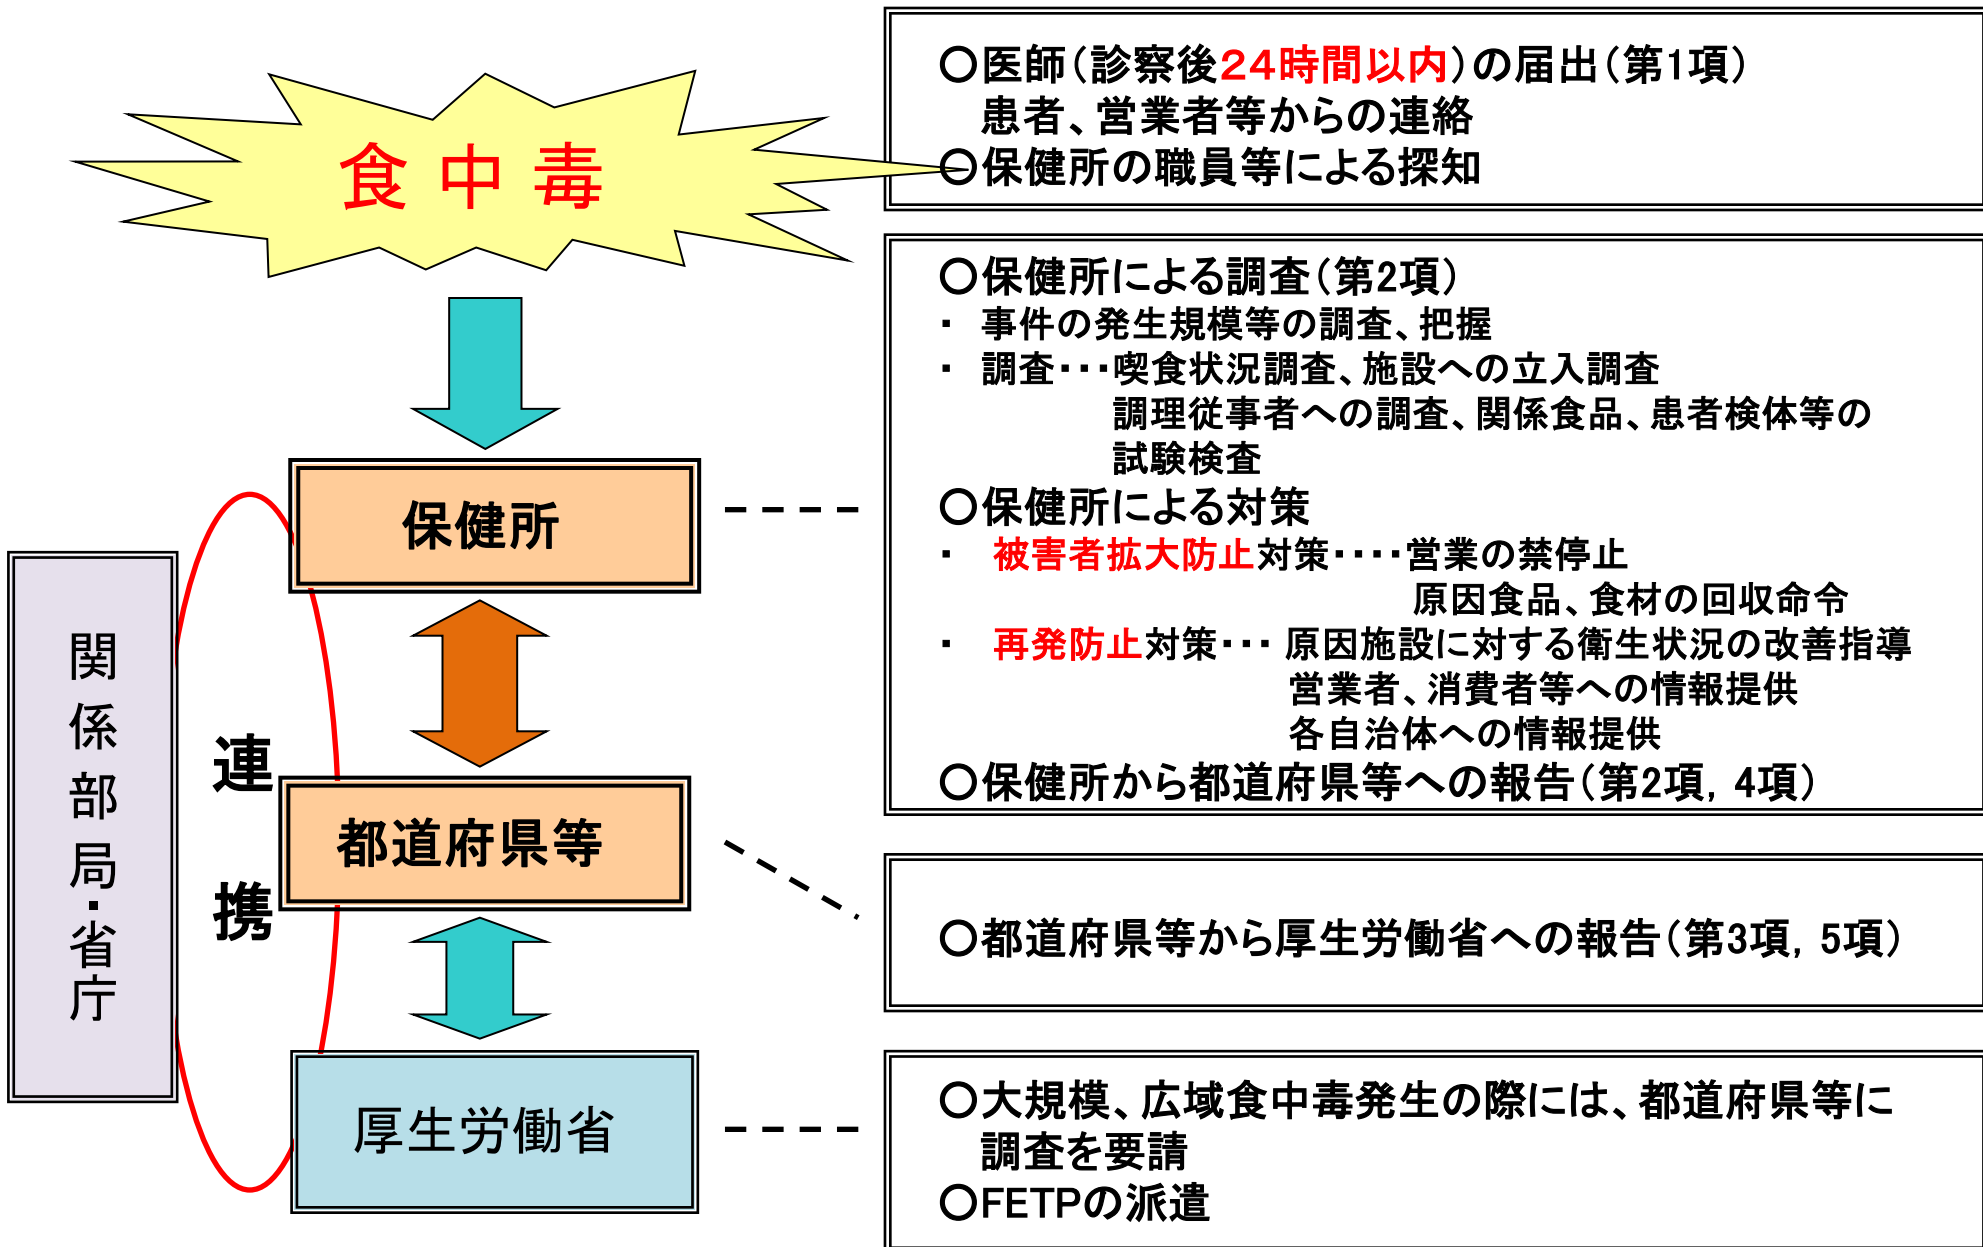 食中毒
保健所
都道府県等
厚生労働省
関係部局・省庁
連携
〇医師(診察後24時間以内)の届出(第1項)
患者、営業者等からの連絡
〇保健所の職員等による探知
〇保健所による調査(第2項)
・ 事件の発生規模等の調査、把握
・ 調査・・・喫食状況調査、施設への立入調査
調理従事者への調査、関係食品、患者検体等の
試験検査
〇保健所による対策
・ 被害者拡大防止対策・・・・営業の禁停止
原因食品、食材の回収命令
・ 再発防止対策・・・ 原因施設に対する衛生状況の改善指導
営業者、消費者等への情報提供
各自治体への情報提供
〇保健所から都道府県等への報告(第2項, 4項)
〇都道府県等から厚生労働省への報告(第3項, 5項)
〇大規模、広域食中毒発生の際には、都道府県等に
調査を要請
〇FETPの派遣